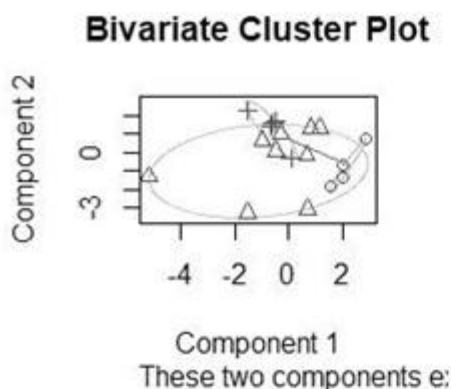 Bivariate Cluster Plot
Component 2
0
-3
-4 -2 0 2
Component 1
These two components e